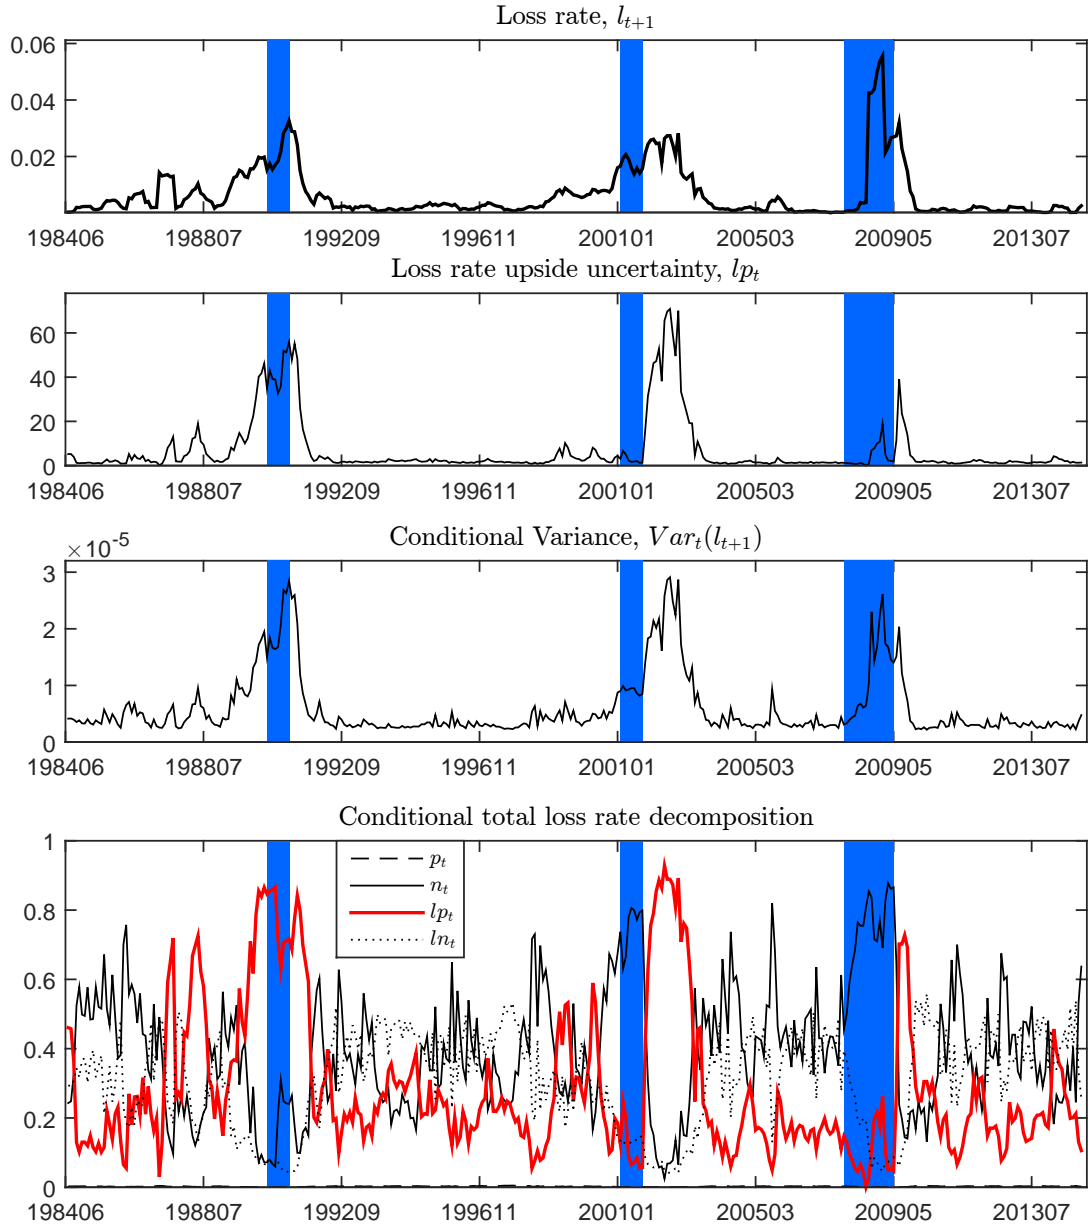 Loss rate, l_{t+1}
0.06
0.04
0.02
198406 198807 199209 199611 200101 200503 200905 201307
Loss rate upside uncertainty, lp_t
60
40
20
0
198406 198807 199209 199611 200101 200503 200905 201307
Conditional Variance, Var_t(l_{t+1})
×10^{-5}
3
2
1
0
198406 198807 199209 199611 200101 200503 200905 201307
Conditional total loss rate decomposition
1
0.8
0.6
0.4
0.2
0
p_t
n_t
lp_t
ln_t
198406 198807 199209 199611 200101 200503 200905 201307